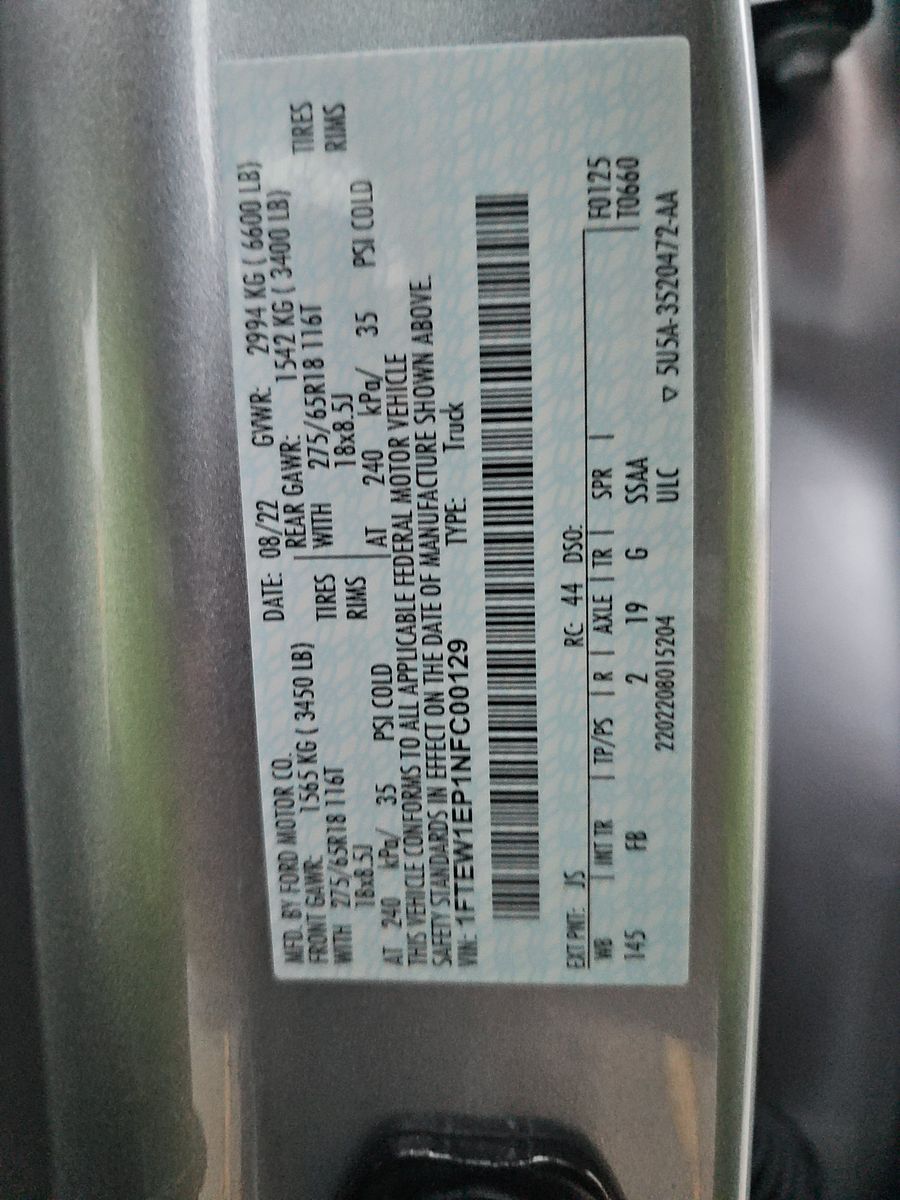 MFD. BY FORD MOTOR CO. DATE: 08/22 GVWR: 2994 KG ( 6600 LB)
FRONT GAWR: 1565 KG ( 3450 LB) REAR GAWR: 1542 KG ( 3400 LB)
WITH 275/65R18 116T TIRES WITH 275/65R18 116T TIRES
18x8.5J RIMS 18x8.5J RIMS
AT 240 kPa/ 35 PSI COLD AT 240 kPa/ 35 PSI COLD
THIS VEHICLE CONFORMS TO ALL APPLICABLE FEDERAL MOTOR VEHICLE
SAFETY STANDARDS IN EFFECT ON THE DATE OF MANUFACTURE SHOWN ABOVE.
VIN: 1FTEW1EP1NFC00129 TYPE: Truck
EXT PNT: JS RC: 44 DSO: F0125
WB | INT TR | TP/PS | R | AXLE | TR | SPR | T0660
145 FB 2 19 G SSAA
2202208015204 ULC ▽ 5U5A-3520472-AA